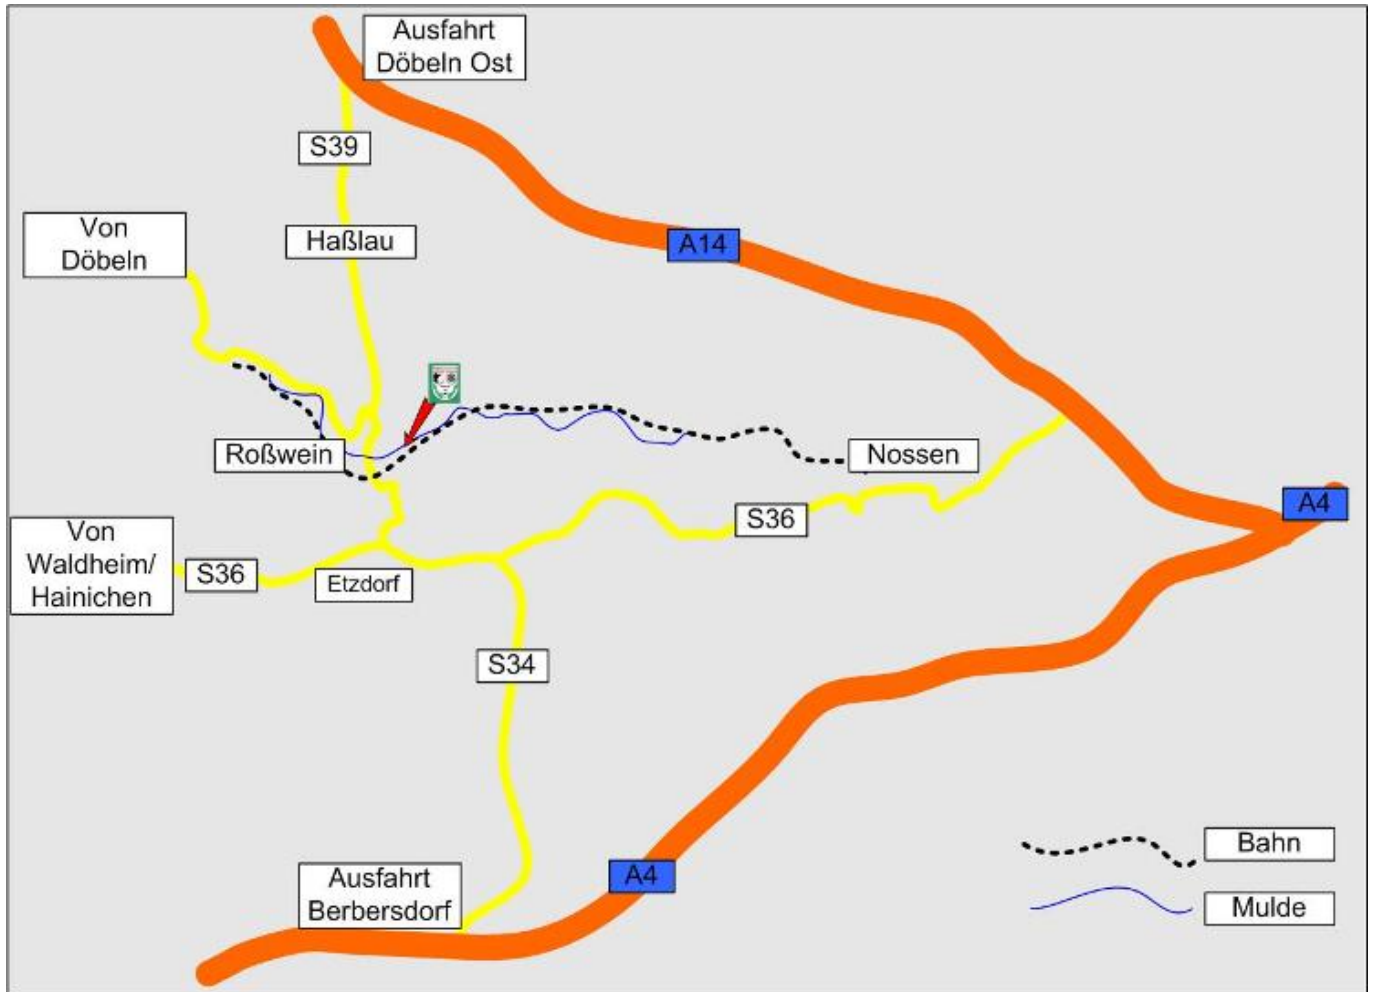 Ausfahrt
Döbeln Ost
S39
Von
Döbeln
Haßlau
A14
Roßwein
Nossen
A4
S36
Von
Waldheim/
Hainichen
S36
Etzdorf
S34
Bahn
Ausfahrt
Berbersdorf
A4
Mulde